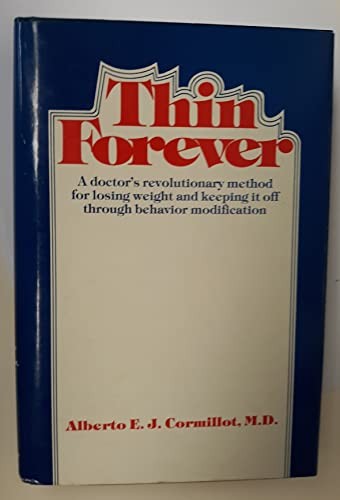 Thin
Forever
A doctor's revolutionary method
for losing weight and keeping it off
through behavior modification
Alberto E. J. Cormillot, M.D.